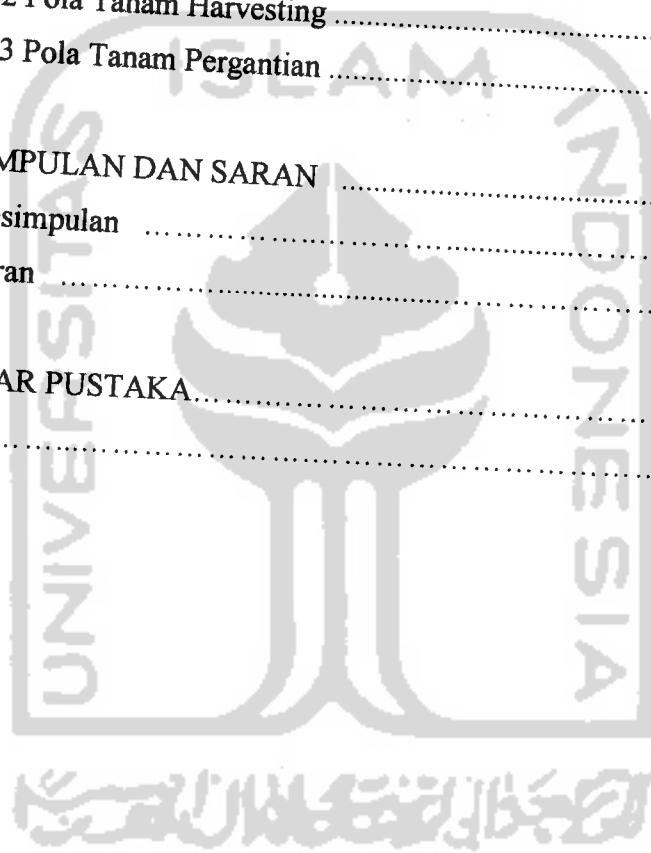 2 Pola Tanam Harvesting ........................................
3 Pola Tanam Pergantian ........................................
MPULAN DAN SARAN ........................................
simpulan ........................................
ran ........................................
AR PUSTAKA........................................
........................................
UNIVERSITAS
ISLAM
INDONESIA